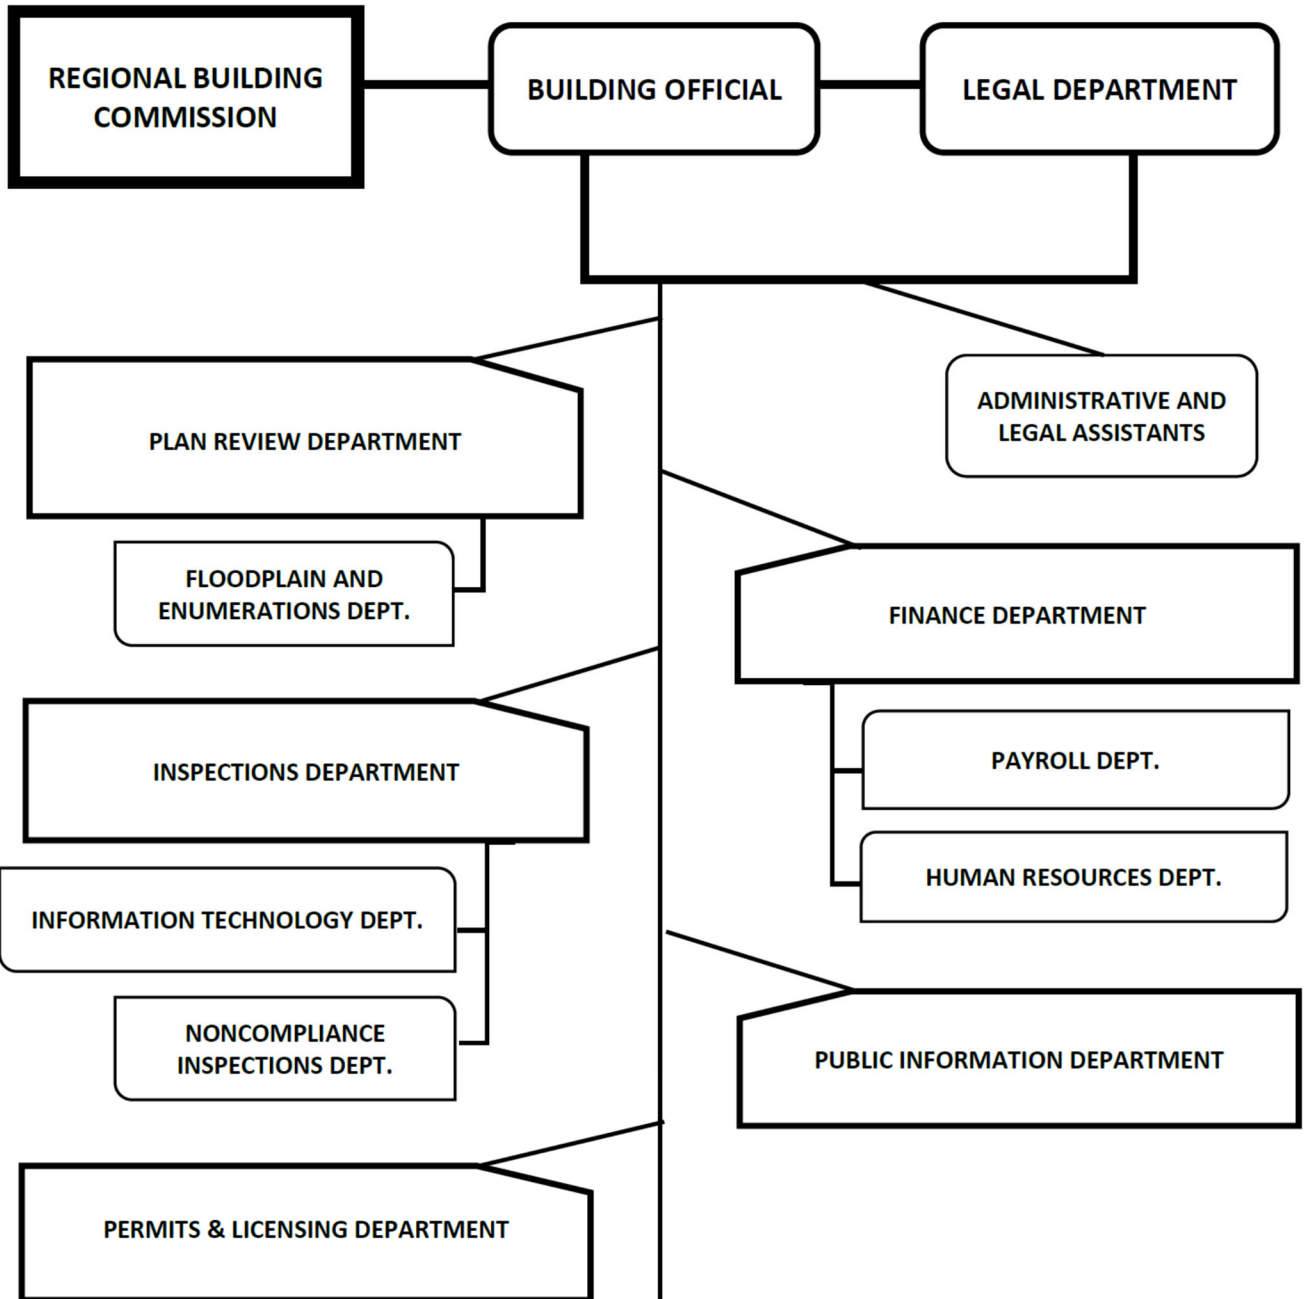 REGIONAL BUILDING
COMMISSION
BUILDING OFFICIAL
LEGAL DEPARTMENT
ADMINISTRATIVE AND
LEGAL ASSISTANTS
PLAN REVIEW DEPARTMENT
FLOODPLAIN AND
ENUMERATIONS DEPT.
FINANCE DEPARTMENT
PAYROLL DEPT.
HUMAN RESOURCES DEPT.
INSPECTIONS DEPARTMENT
INFORMATION TECHNOLOGY DEPT.
NONCOMPLIANCE
INSPECTIONS DEPT.
PUBLIC INFORMATION DEPARTMENT
PERMITS & LICENSING DEPARTMENT